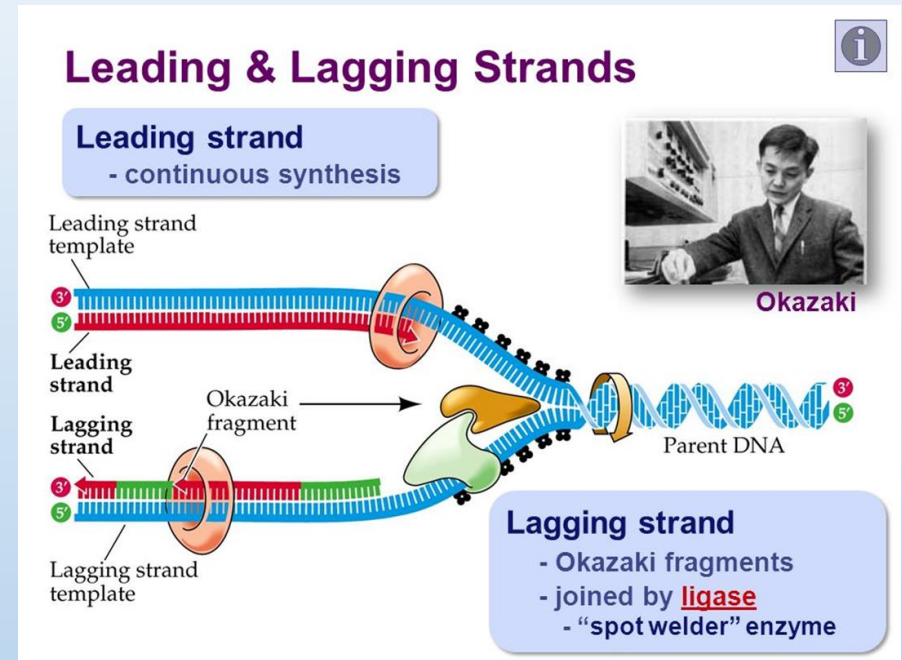 Leading & Lagging Strands
i
Leading strand
- continuous synthesis
Leading strand
template
3′
5′
Leading
strand
Okazaki
Okazaki
fragment
Lagging
strand
3′
5′
Parent DNA
3′
5′
Lagging strand
template
Lagging strand
- Okazaki fragments
- joined by ligase
- “spot welder” enzyme